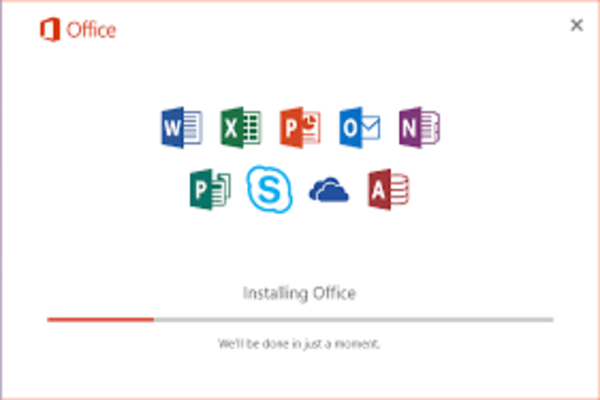 Office
W X P O N
P S A
Installing Office
We'll be done in just a moment.